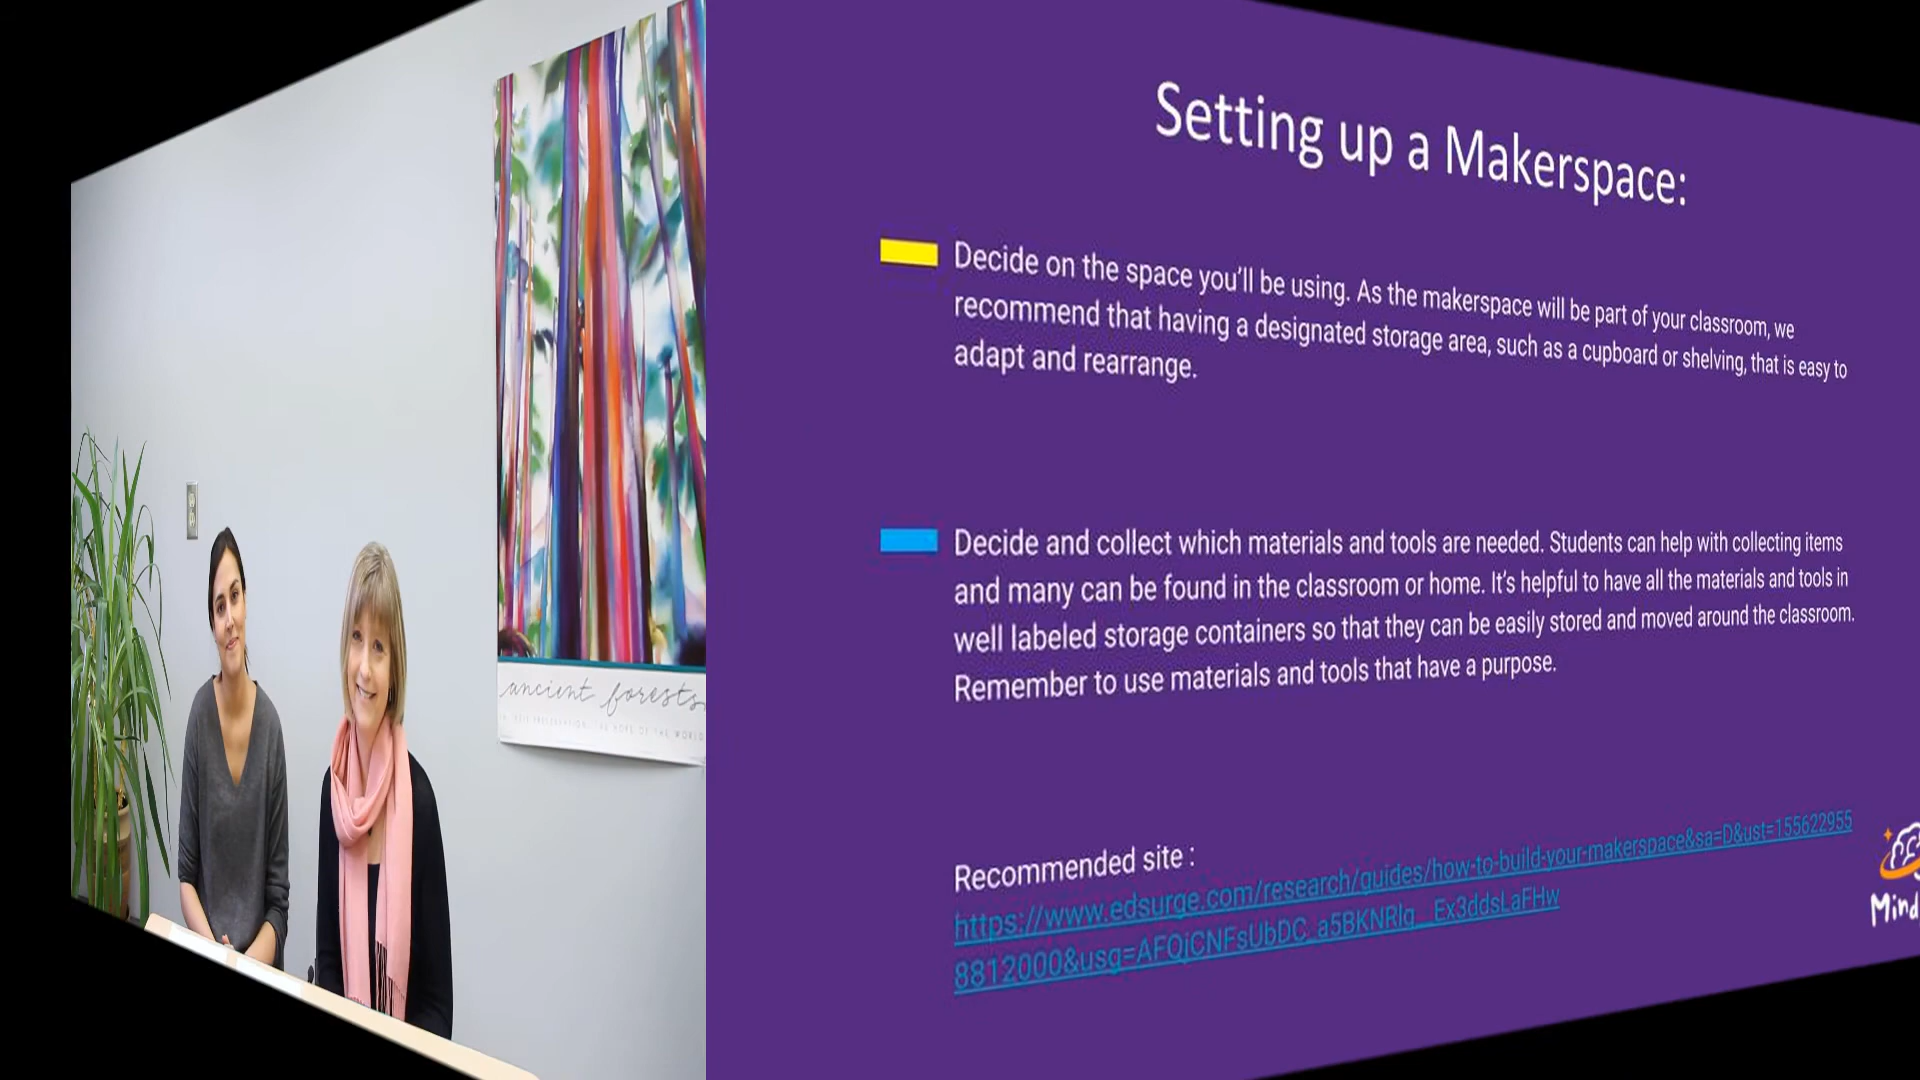 Setting up a Makerspace:
Decide on the space you'll be using. As the makerspace will be part of your classroom, we
recommend that having a designated storage area, such as a cupboard or shelving, that is easy to
adapt and rearrange.
Decide and collect which materials and tools are needed. Students can help with collecting items
and many can be found in the classroom or home. It's helpful to have all the materials and tools in
well labeled storage containers so that they can be easily stored and moved around the classroom.
Remember to use materials and tools that have a purpose.
Recommended site :
https://www.edsurge.com/research/guides/how-to-build-your-makerspace&sa=D&ust=155622955
Mind
ancient forests
OF THE WORLD